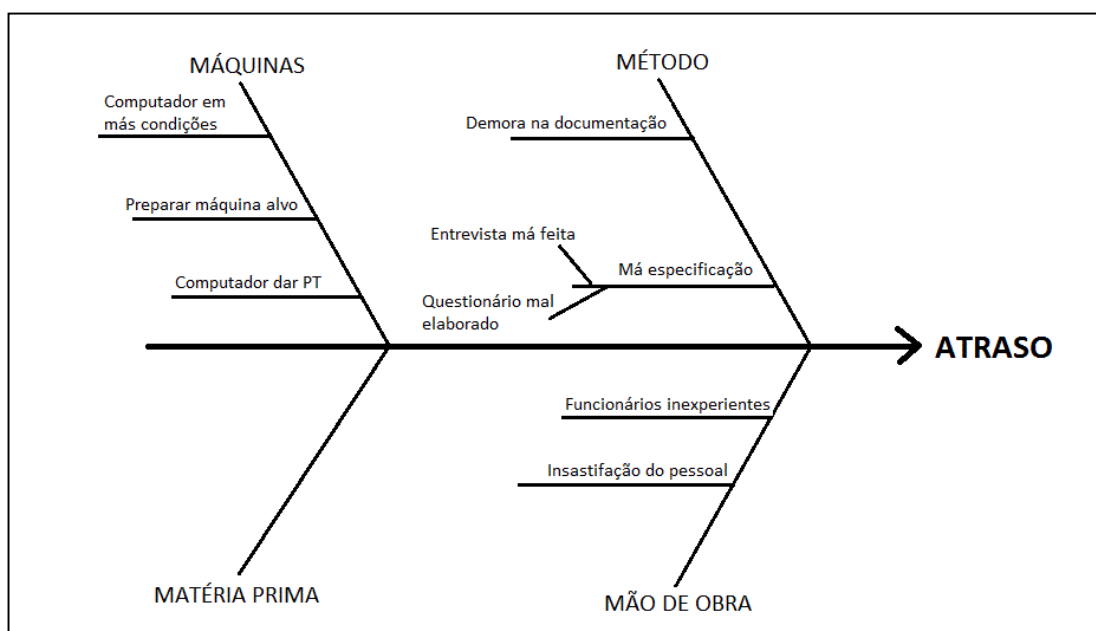 MÁQUINAS
Computador em
más condições
Preparar máquina alvo
Computador dar PT
MÉTODO
Demora na documentação
Entrevista má feita
Má especificação
Questionário mal
elaborado
ATRASO
Funcionários inexperientes
Insastifação do pessoal
MATÉRIA PRIMA
MÃO DE OBRA